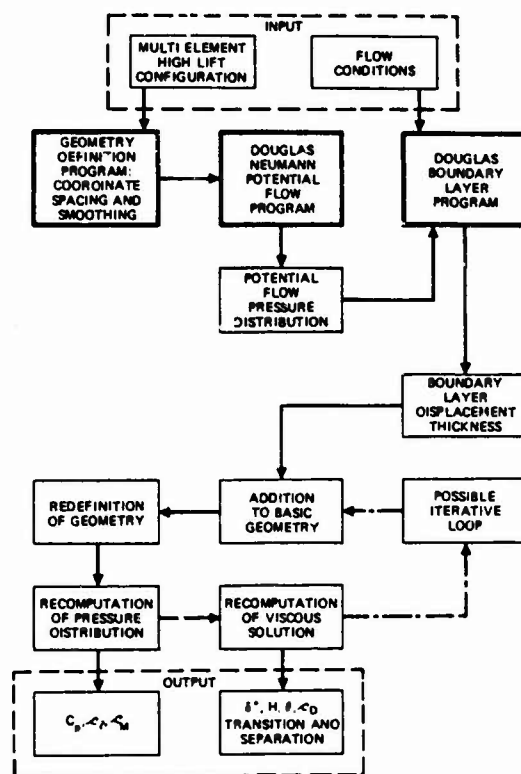 INPUT
MULTI ELEMENT
HIGH LIFT
CONFIGURATION
FLOW
CONDITIONS
GEOMETRY
DEFINITION
PROGRAM:
COORDINATE
SPACING AND
SMOOTHING
DOUGLAS
NEUMANN
POTENTIAL
FLOW
PROGRAM
DOUGLAS
BOUNDARY
LAYER
PROGRAM
POTENTIAL
FLOW
PRESSURE
DISTRIBUTION
BOUNDARY
LAYER
DISPLACEMENT
THICKNESS
REDEFINITION
OF GEOMETRY
ADDITION
TO BASIC
GEOMETRY
POSSIBLE
ITERATIVE
LOOP
RECOMPUTATION
OF PRESSURE
DISTRIBUTION
RECOMPUTATION
OF VISCOUS
SOLUTION
OUTPUT
Cp,
δ*, H, θ,
TRANSITION AND
SEPARATION